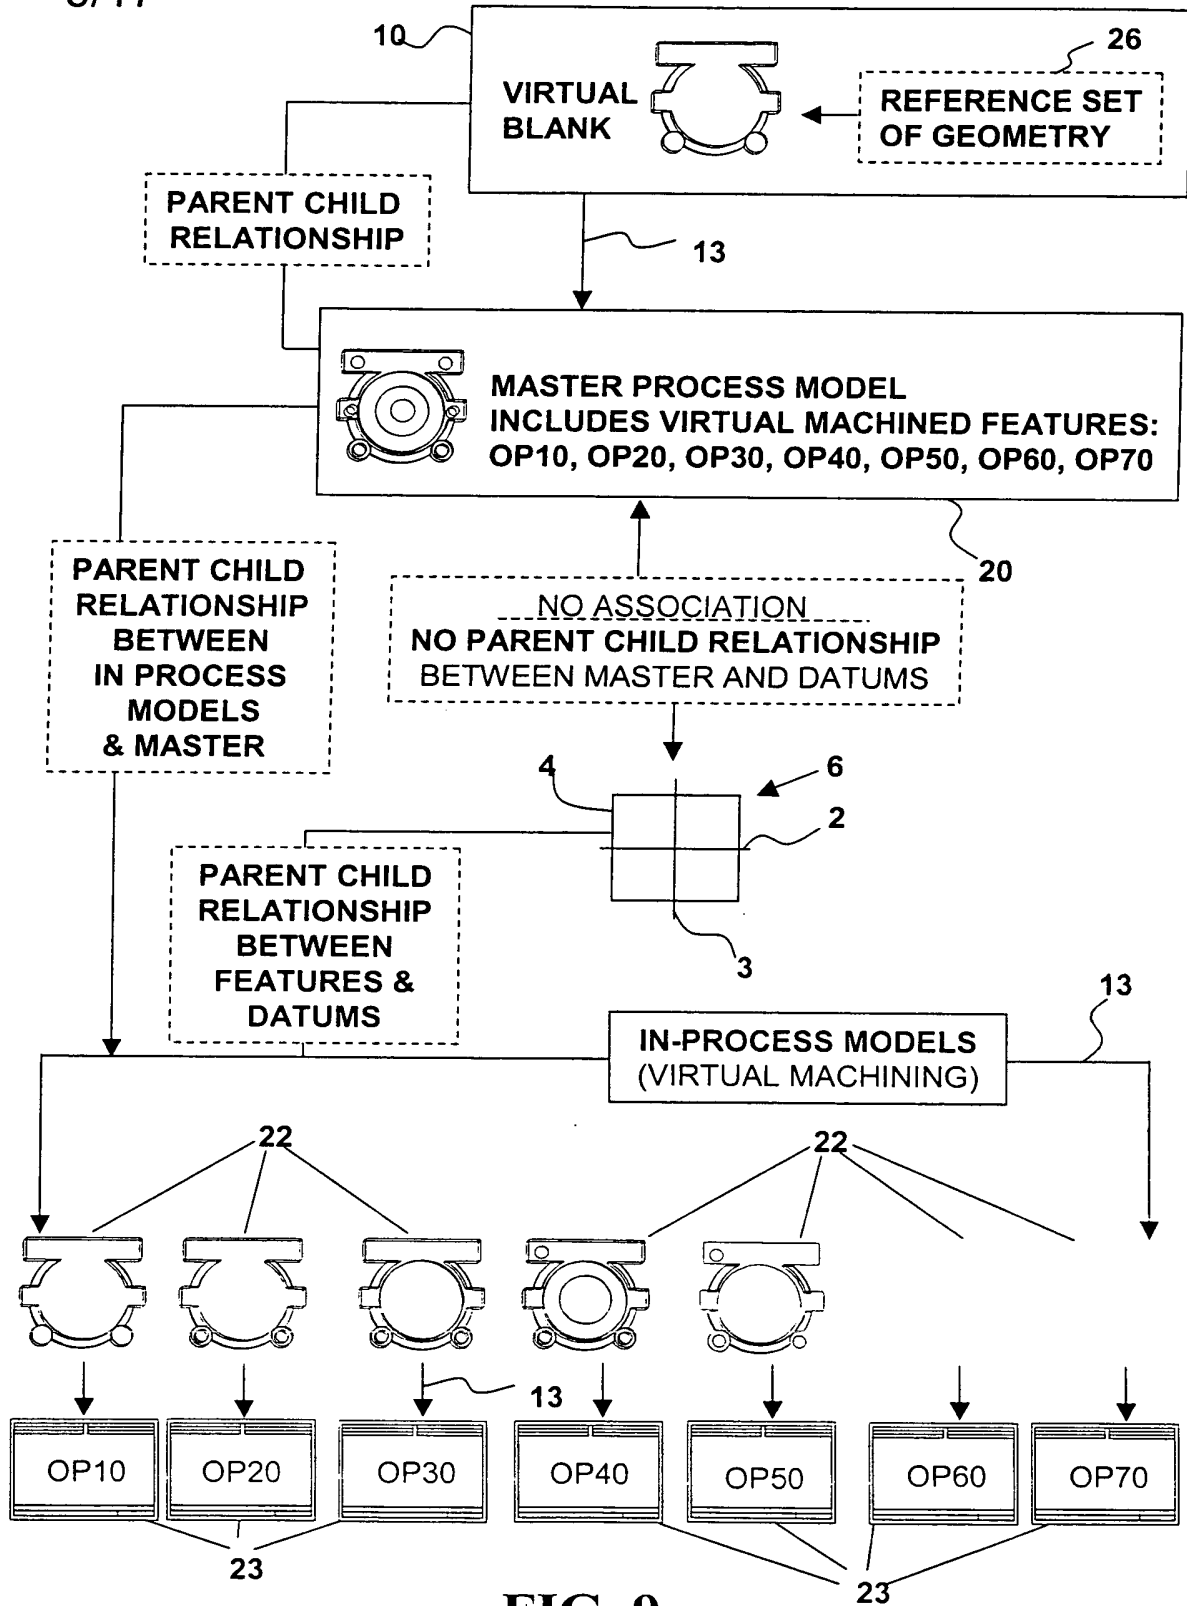 10
26
VIRTUAL
BLANK
REFERENCE SET
OF GEOMETRY
PARENT CHILD
RELATIONSHIP
13
MASTER PROCESS MODEL
INCLUDES VIRTUAL MACHINED FEATURES:
OP10, OP20, OP30, OP40, OP50, OP60, OP70
20
PARENT CHILD
RELATIONSHIP
BETWEEN
IN PROCESS
MODELS
& MASTER
NO ASSOCIATION
NO PARENT CHILD RELATIONSHIP
BETWEEN MASTER AND DATUMS
4
6
2
3
PARENT CHILD
RELATIONSHIP
BETWEEN
FEATURES &
DATUMS
13
IN-PROCESS MODELS
(VIRTUAL MACHINING)
22
22
13
OP10
OP20
OP30
OP40
OP50
OP60
OP70
23
23